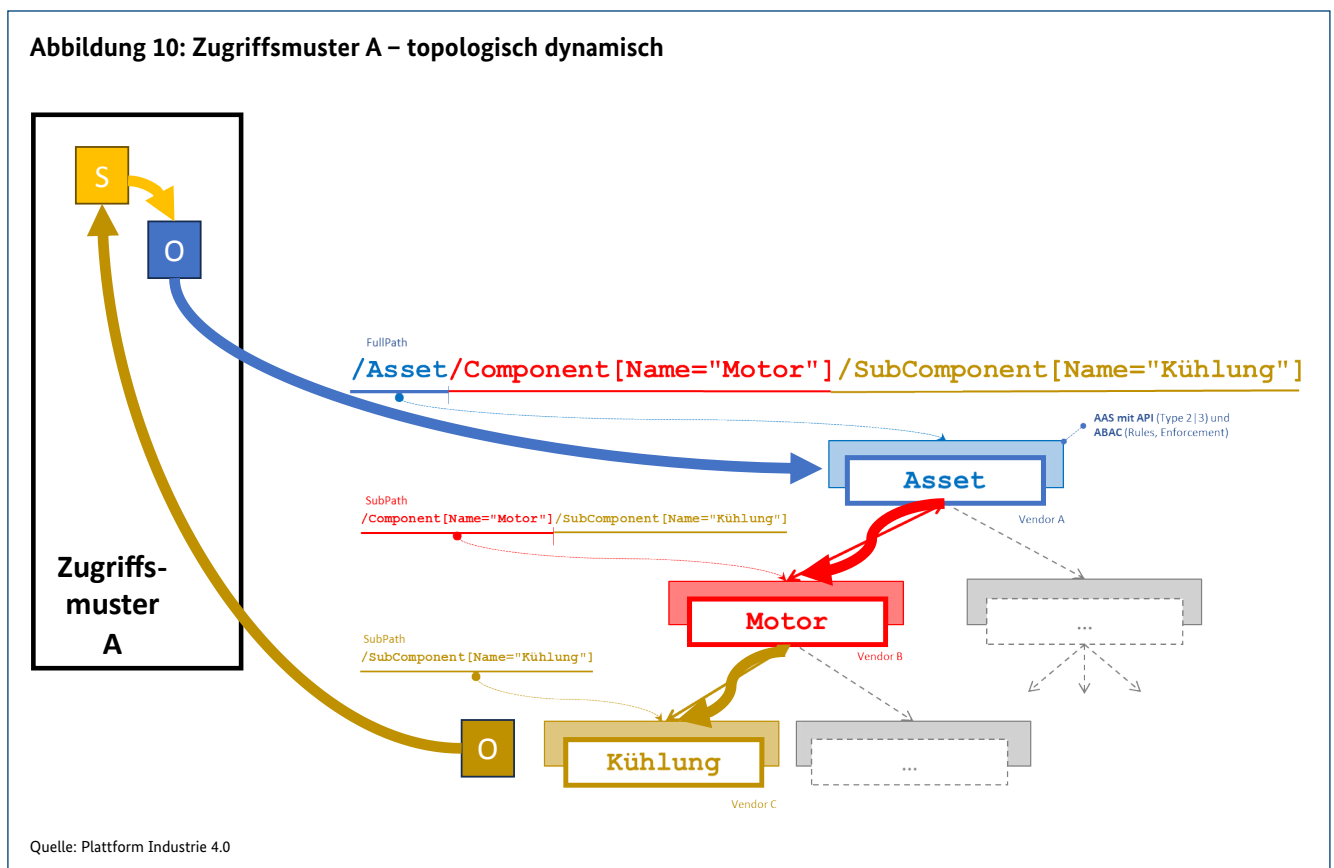 Abbildung 10: Zugriffsmuster A – topologisch dynamisch
S
O
FullPath
/Asset/Component[Name="Motor"]/SubComponent[Name="Kühlung"]
AAS mit API (Type 2|3) und
ABAC (Rules, Enforcement)
Asset
Vendor A
SubPath
/Component[Name="Motor"]/SubComponent[Name="Kühlung"]
Zugriffs-
muster
A
Motor
...
Vendor B
SubPath
/SubComponent[Name="Kühlung"]
O
Kühlung
...
Vendor C
Quelle: Plattform Industrie 4.0